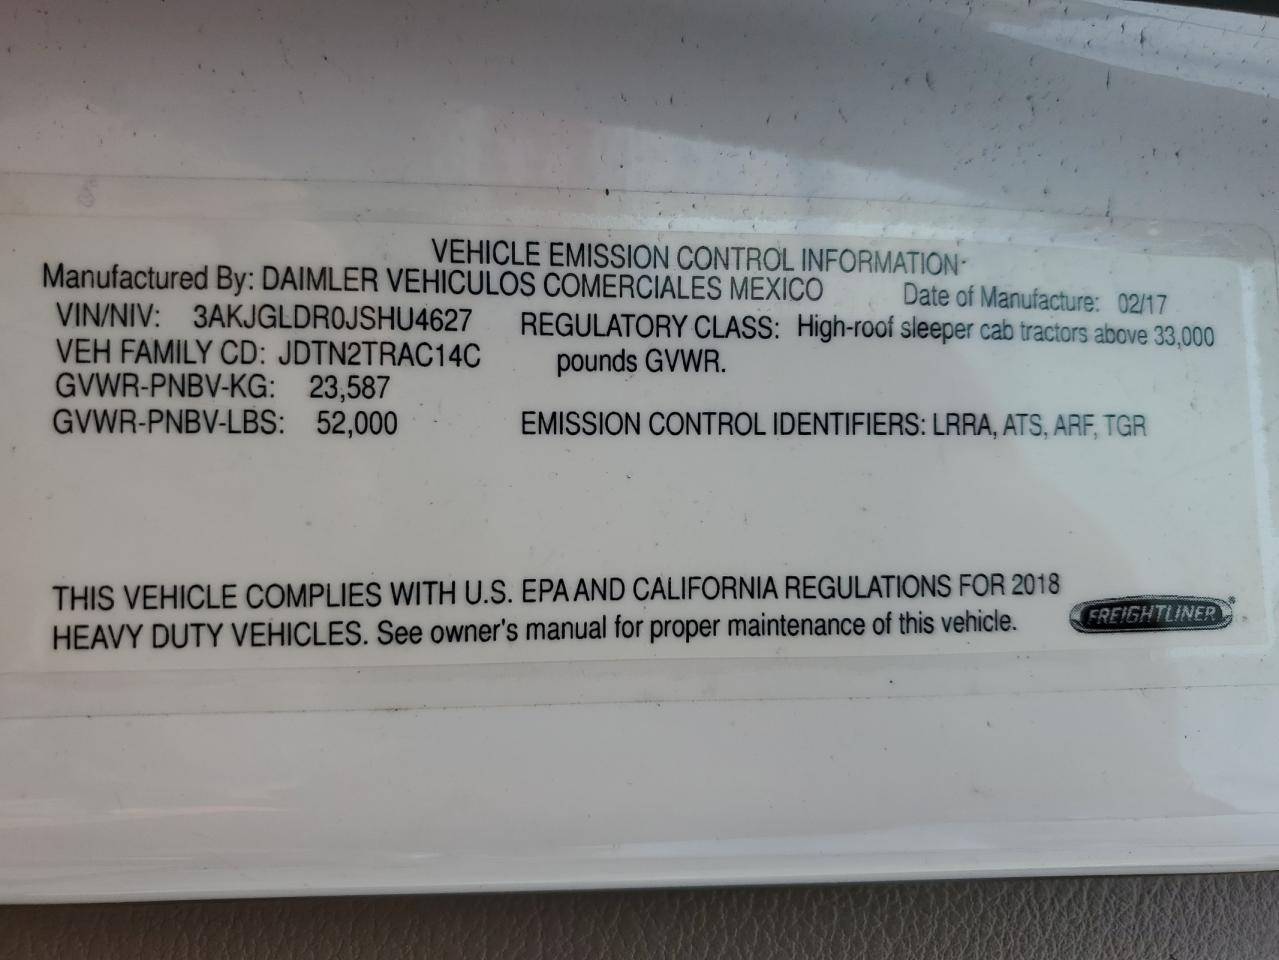 VEHICLE EMISSION CONTROL INFORMATION
Manufactured By: DAIMLER VEHICULOS COMERCIALES MEXICO Date of Manufacture: 02/17
VIN/NIV: 3AKJGLDR0JSHU4627 REGULATORY CLASS: High-roof sleeper cab tractors above 33,000
VEH FAMILY CD: JDTN2TRAC14C pounds GVWR.
GVWR-PNBV-KG: 23,587
GVWR-PNBV-LBS: 52,000 EMISSION CONTROL IDENTIFIERS: LRRA, ATS, ARF, TGR
THIS VEHICLE COMPLIES WITH U.S. EPA AND CALIFORNIA REGULATIONS FOR 2018
HEAVY DUTY VEHICLES. See owner's manual for proper maintenance of this vehicle.
FREIGHTLINER